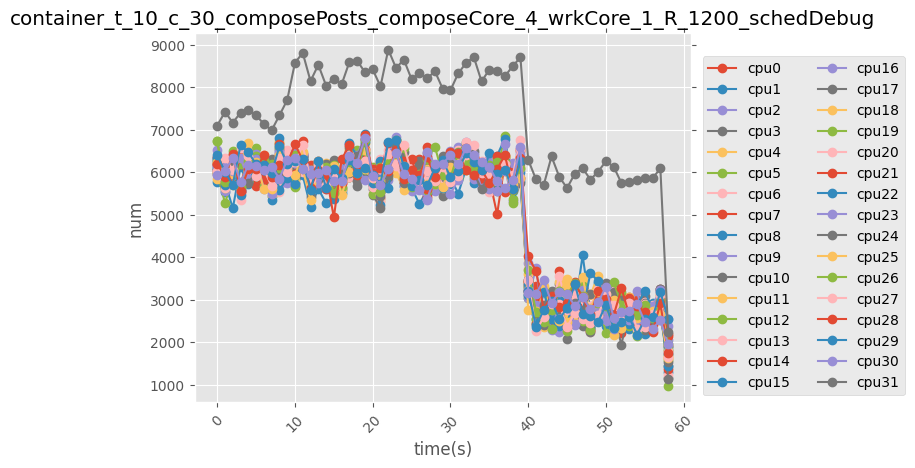 container_t_10_c_30_composePosts_composeCore_4_wrkCore_1_R_1200_schedDebug
num
9000
8000
7000
6000
5000
4000
3000
2000
1000
0
10
20
30
40
50
60
time(s)
cpu0
cpu1
cpu2
cpu3
cpu4
cpu5
cpu6
cpu7
cpu8
cpu9
cpu10
cpu11
cpu12
cpu13
cpu14
cpu15
cpu16
cpu17
cpu18
cpu19
cpu20
cpu21
cpu22
cpu23
cpu24
cpu25
cpu26
cpu27
cpu28
cpu29
cpu30
cpu31